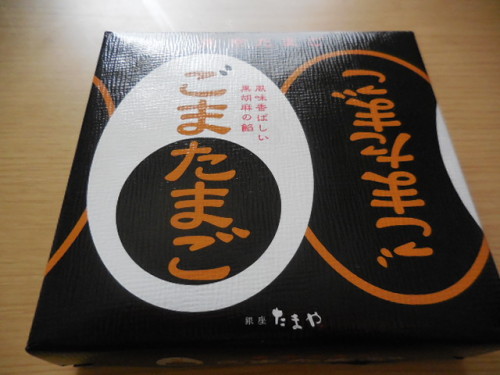 風味香ばしい
黒胡麻の餡
ごまたまご
ごまたまご
銀座 たまや